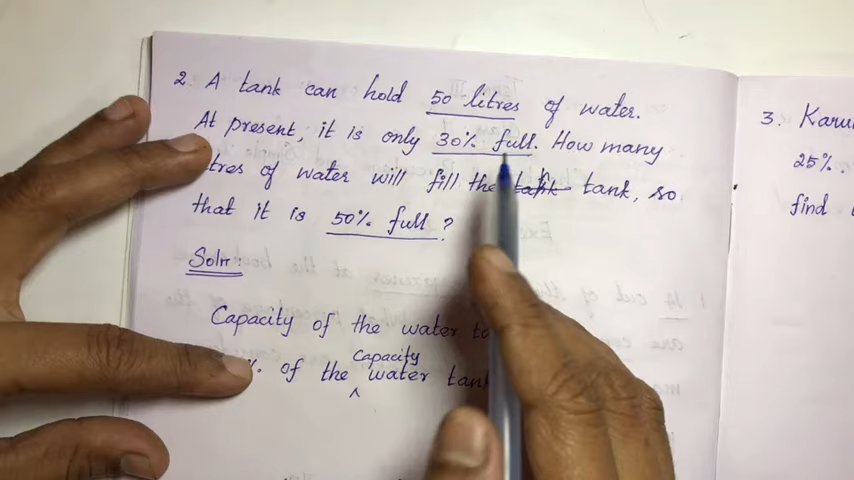 2. A tank can hold 50 litres of water.
At present, it is only 30% full. How many
litres of water will fill the tank, so
that it is 50% full?
Soln:
Capacity of the water
% of the capacity water tank
3. Karu
25%.
find